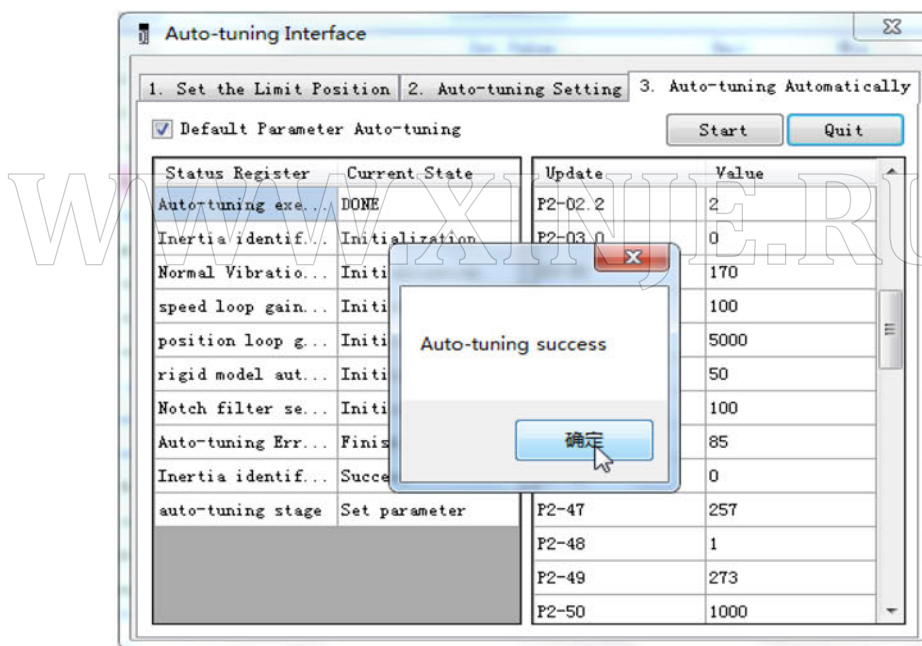 Auto-tuning Interface
1. Set the Limit Position 2. Auto-tuning Setting 3. Auto-tuning Automatically
Default Parameter Auto-tuning Start Quit
Status Register Current State Update Value
Auto-tuning exe... DONE P2-02.2 2
Inertia identif... Initialization P2-03.0 0
Normal Vibratio... Initi 170
speed loop gain... Initi 100
position loop g... Initi 5000
rigid model aut... Initi 50
Notch filter se... Initi 100
Auto-tuning Err... Finis 85
Inertia identif... Succe 0
auto-tuning stage Set parameter P2-47 257
P2-48 1
P2-49 273
P2-50 1000
Auto-tuning success
确定
WWW.XINJE.RU